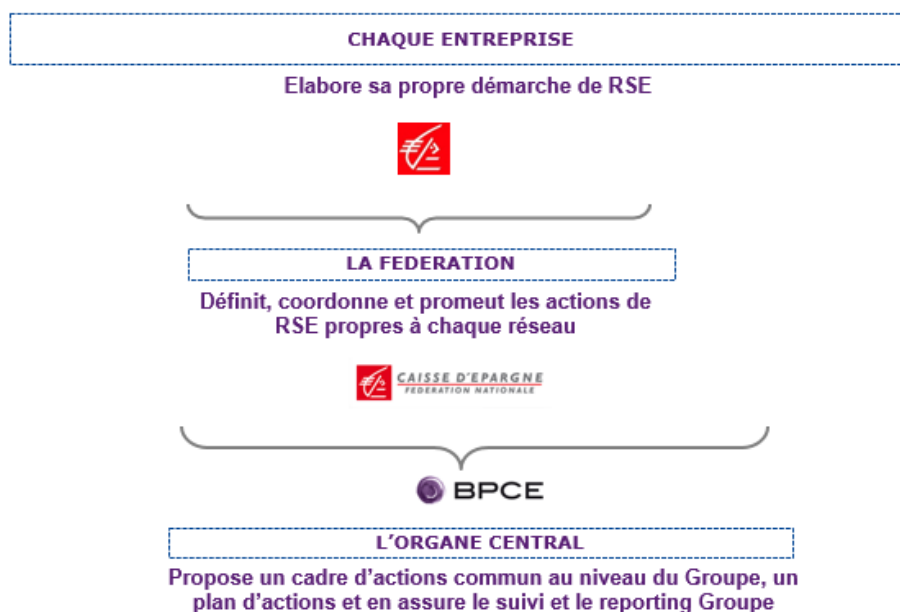 CHAQUE ENTREPRISE
Elabore sa propre démarche de RSE
LA FEDERATION
Définit, coordonne et promeut les actions de
RSE propres à chaque réseau
CAISSE D'EPARGNE
FEDERATION NATIONALE
BPCE
L'ORGANE CENTRAL
Propose un cadre d'actions commun au niveau du Groupe, un
plan d'actions et en assure le suivi et le reporting Groupe